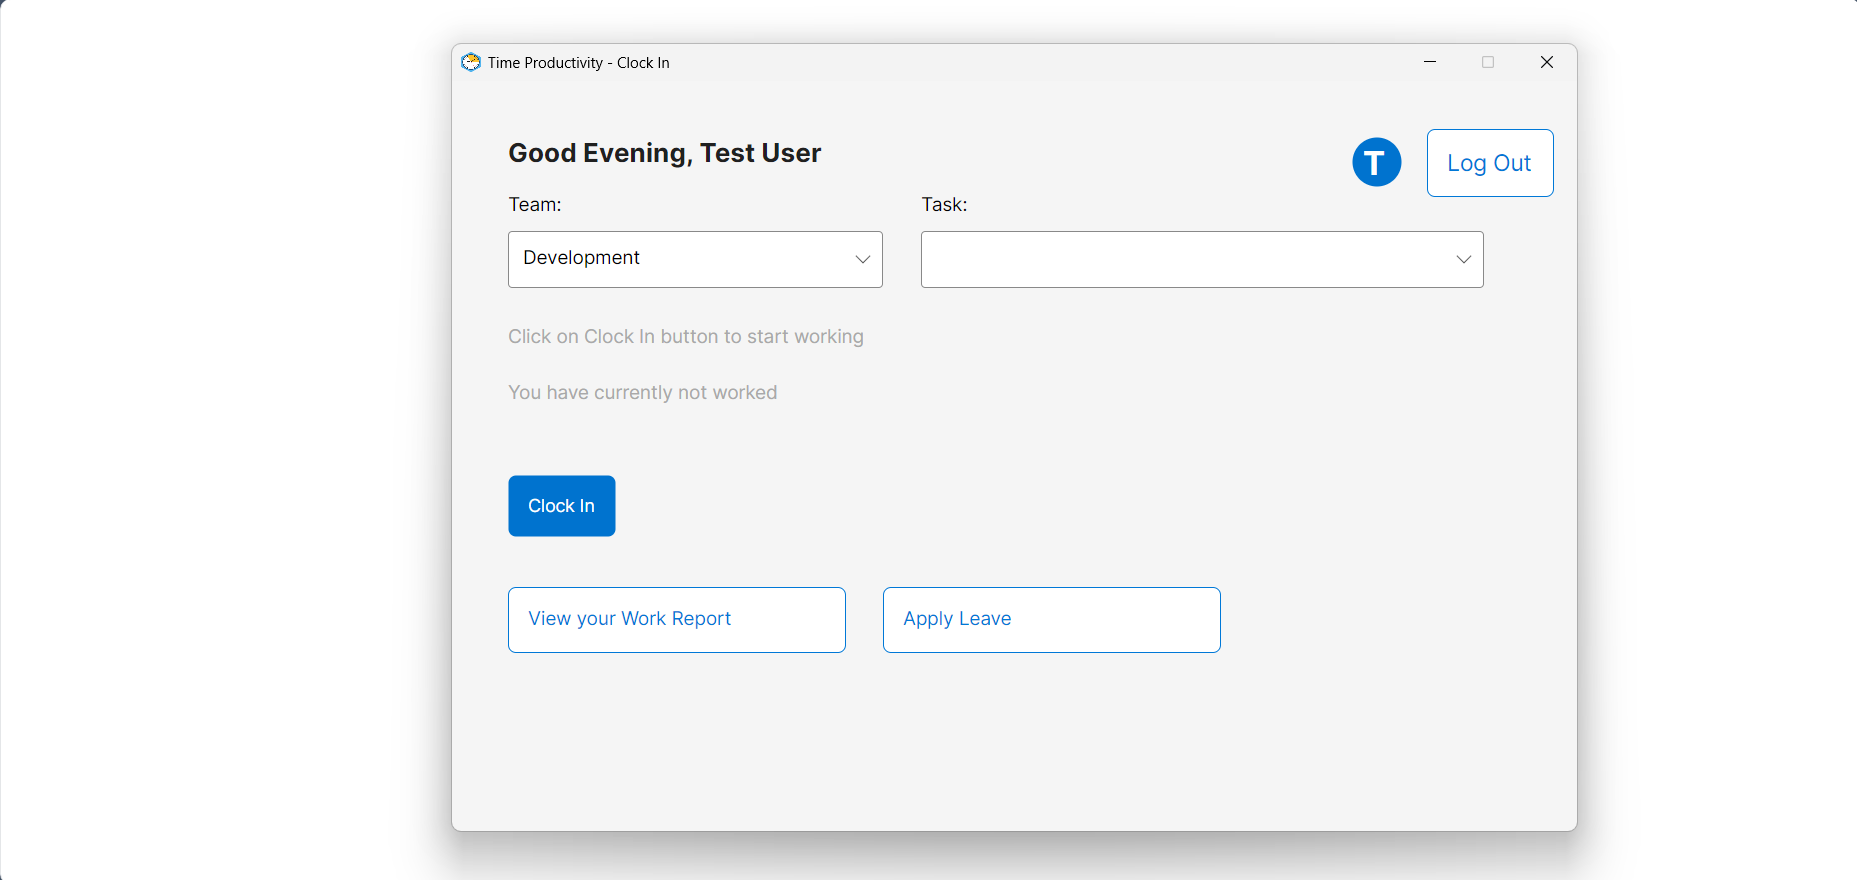 Time Productivity - Clock In
Good Evening, Test User
T
Log Out
Team:
Task:
Development
Click on Clock In button to start working
You have currently not worked
Clock In
View your Work Report
Apply Leave